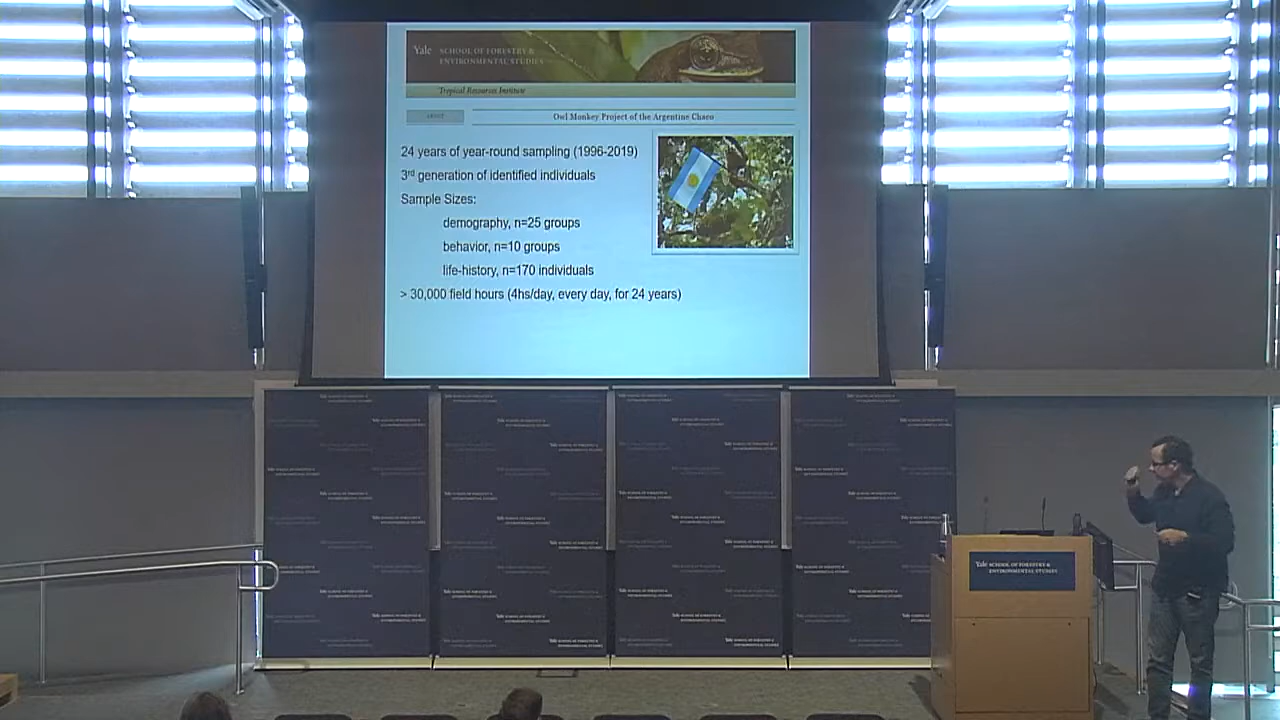 Yale SCHOOL OF FORESTRY &
ENVIRONMENTAL STUDIES
Tropical Resources Institute
ABOUT
Owl Monkey Project of the Argentine Chaco
24 years of year-round sampling (1996-2019)
3rd generation of identified individuals
Sample Sizes:
demography, n=25 groups
behavior, n=10 groups
life-history, n=170 individuals
> 30,000 field hours (4hs/day, every day, for 24 years)
Yale SCHOOL OF FORESTRY &
ENVIRONMENTAL STUDIES